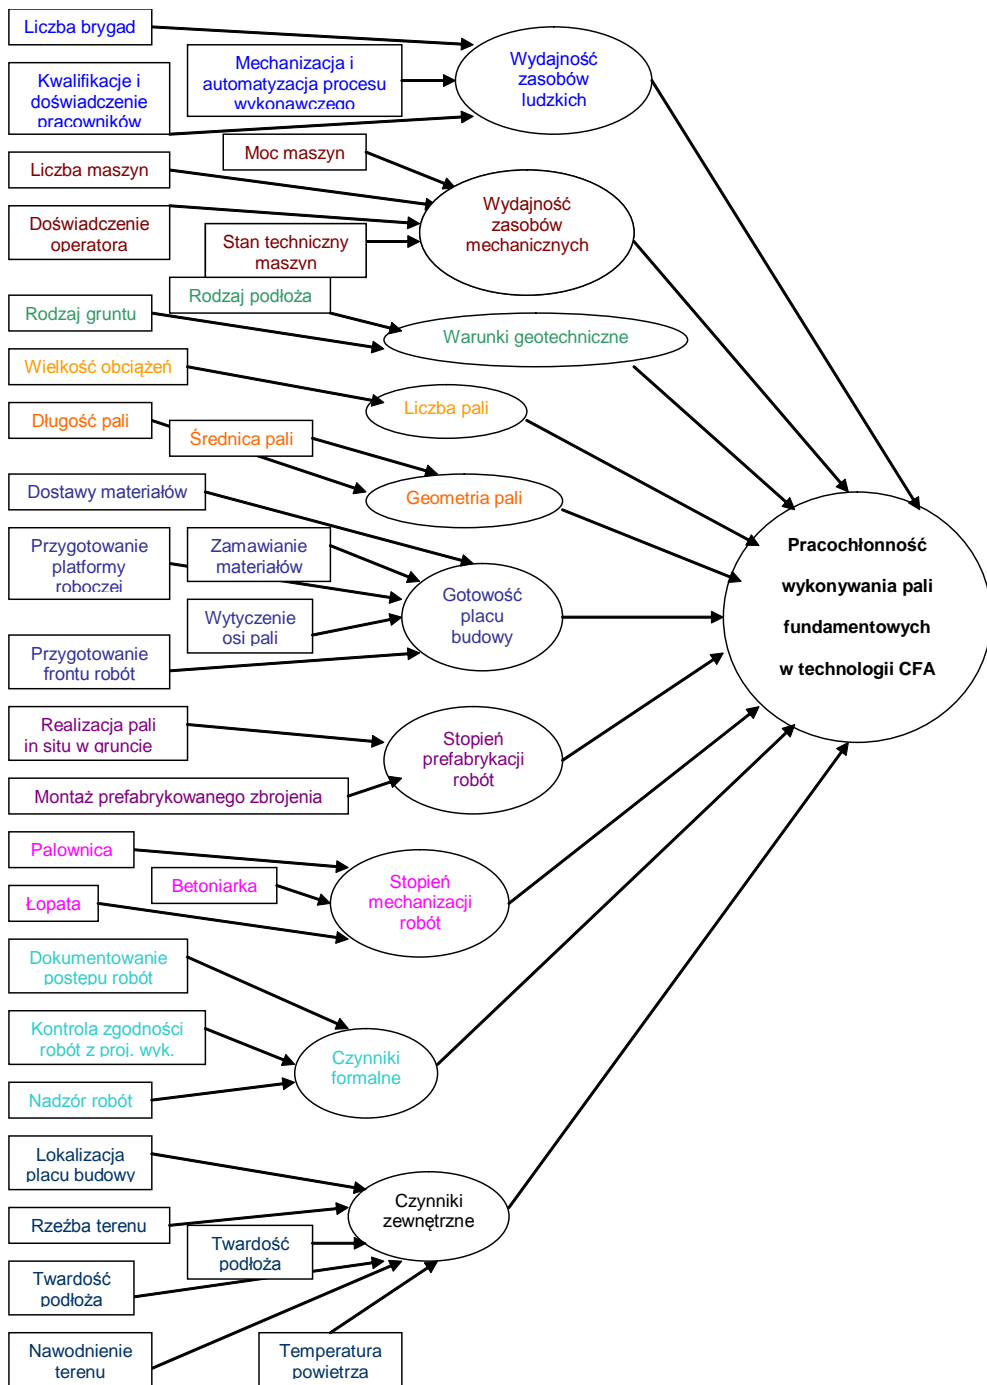 Liczba brygad
Mechanizacja i
automatyzacja procesu
wykonawczego
Kwalifikacje i
doświadczenie
pracowników
Wydajność
zasobów
ludzkich
Moc maszyn
Liczba maszyn
Doświadczenie
operatora
Stan techniczny
maszyn
Wydajność
zasobów
mechanicznych
Rodzaj podłoża
Rodzaj gruntu
Warunki geotechniczne
Wielkość obciążeń
Liczba pali
Długość pali
Średnica pali
Geometria pali
Dostawy materiałów
Przygotowanie
platformy
roboczej
Zamawianie
materiałów
Wytyczenie
osi pali
Przygotowanie
frontu robót
Gotowość
placu
budowy
Pracochłonność
wykonywania pali
fundamentowych
w technologii CFA
Realizacja pali
in situ w gruncie
Montaż prefabrykowanego zbrojenia
Stopień
prefabrykacji
robót
Palownica
Betoniarka
Łopata
Stopień
mechanizacji
robót
Dokumentowanie
postępu robót
Kontrola zgodności
robót z proj. wyk.
Nadzór robót
Czynniki
formalne
Lokalizacja
placu budowy
Rzeźba terenu
Twardość
podłoża
Twardość
podłoża
Nawodnienie
terenu
Temperatura
powietrza
Czynniki
zewnętrzne